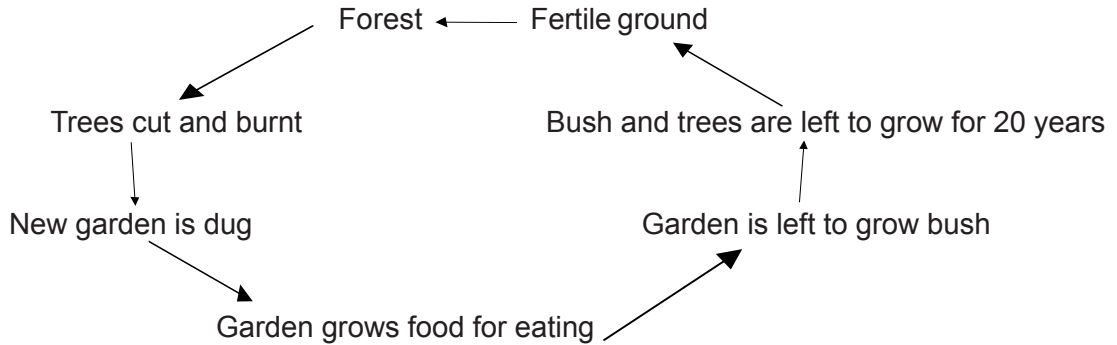 Forest
Fertile ground
Trees cut and burnt
Bush and trees are left to grow for 20 years
New garden is dug
Garden is left to grow bush
Garden grows food for eating